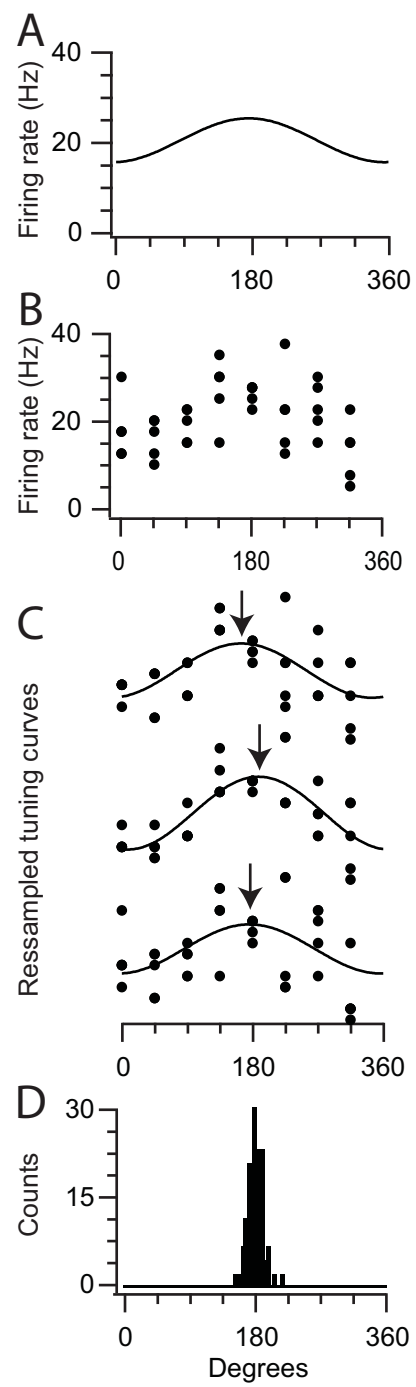 A
Firing rate (Hz)
40
20
0
0 180 360
B
Firing rate (Hz)
40
20
0
0 180 360
C
Ressampled tuning curves
0 180 360
D
Counts
30
15
0
0 180 360
Degrees